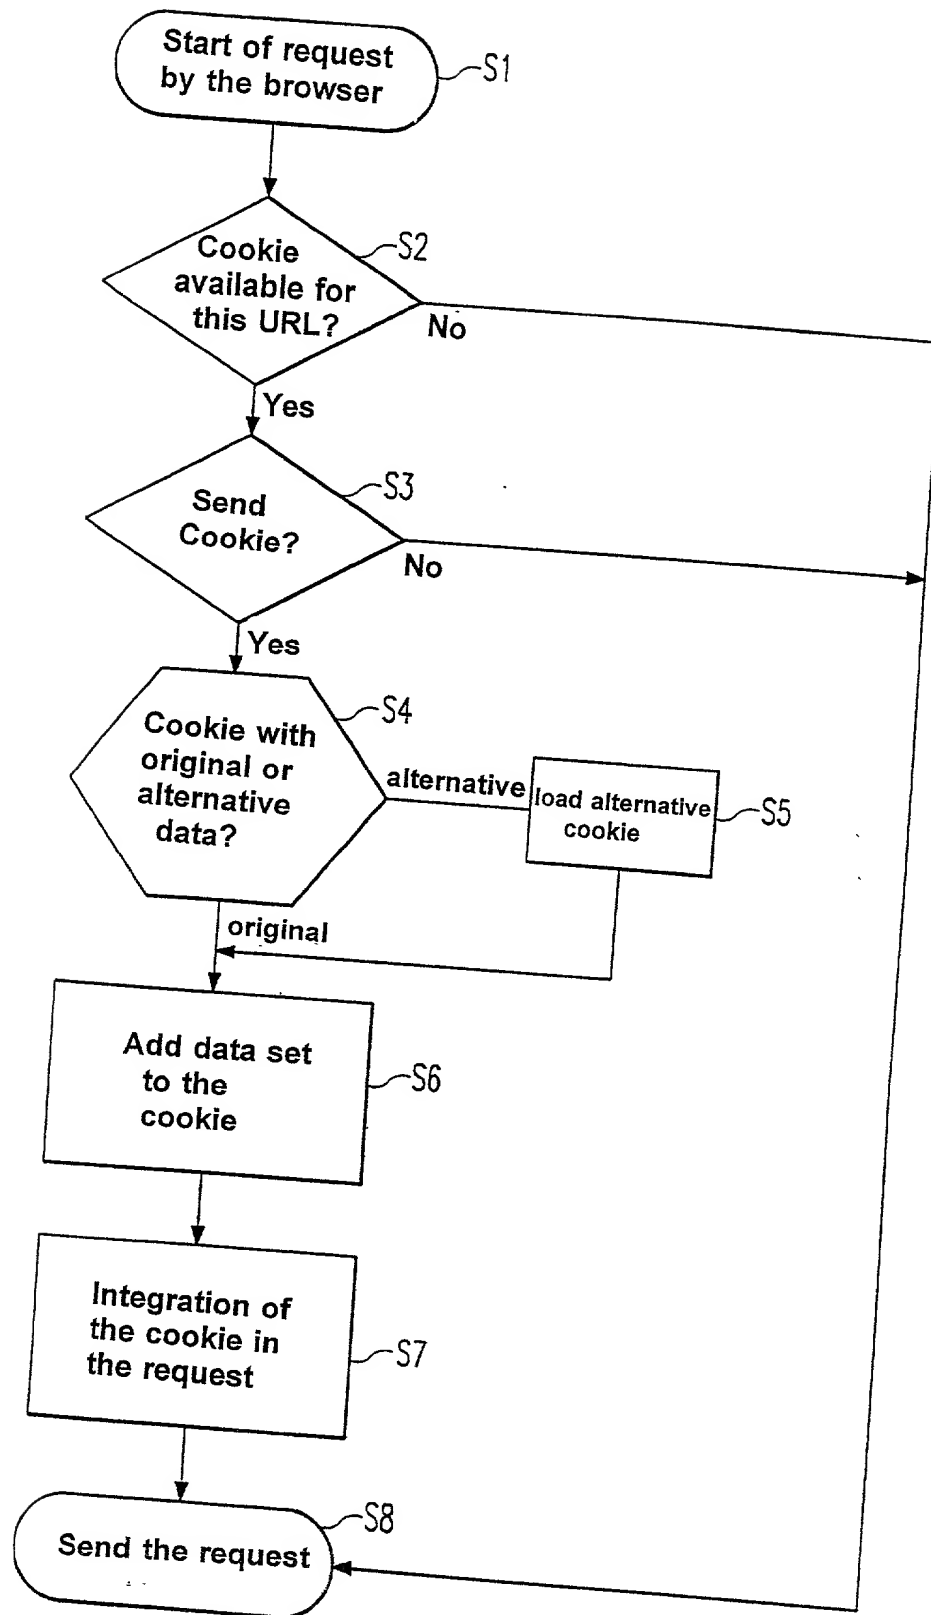 Start of request
by the browser
S1
Cookie
available for
this URL?
S2
No
Yes
Send
Cookie?
S3
No
Yes
Cookie with
original or
alternative
data?
S4
alternative
load alternative
cookie
S5
original
Add data set
to the
cookie
S6
Integration of
the cookie in
the request
S7
Send the request
S8